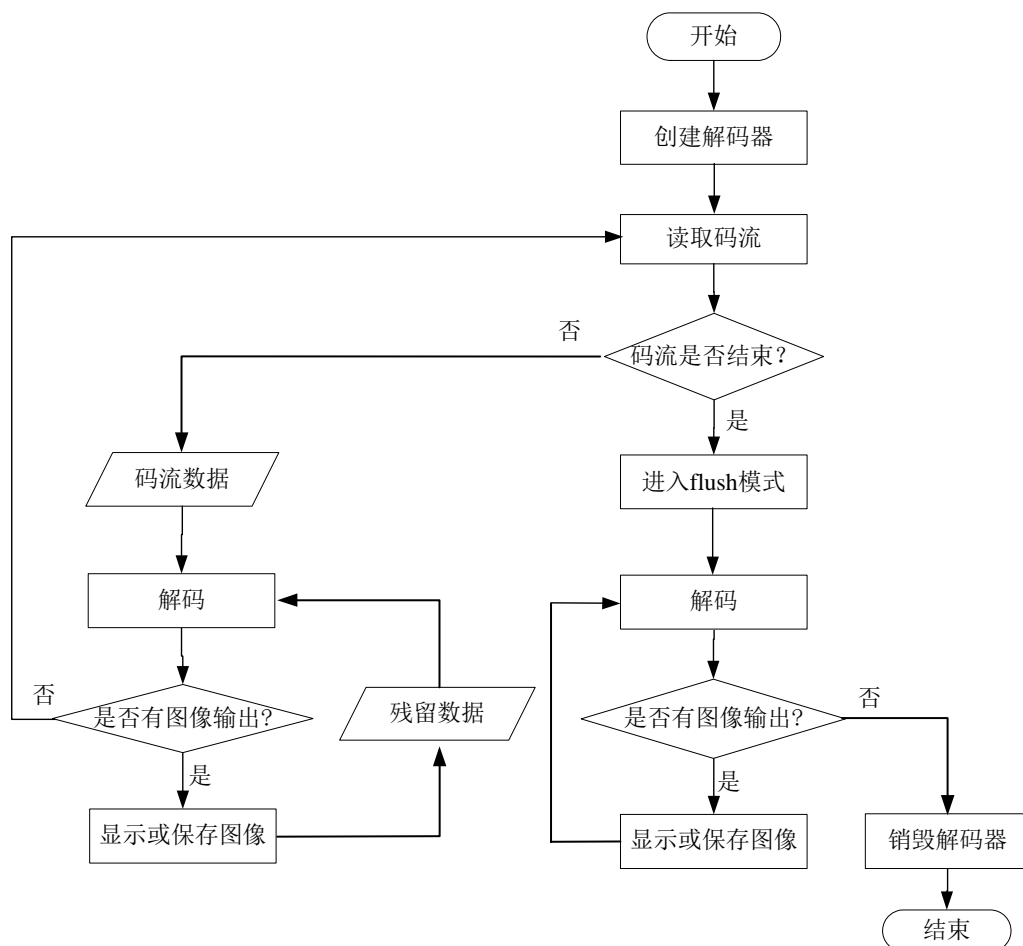 开始
创建解码器
读取码流
否
码流是否结束？
是
码流数据
进入flush模式
解码
解码
否
是否有图像输出?
残留数据
是否有图像输出?
否
是
是
显示或保存图像
显示或保存图像
销毁解码器
结束